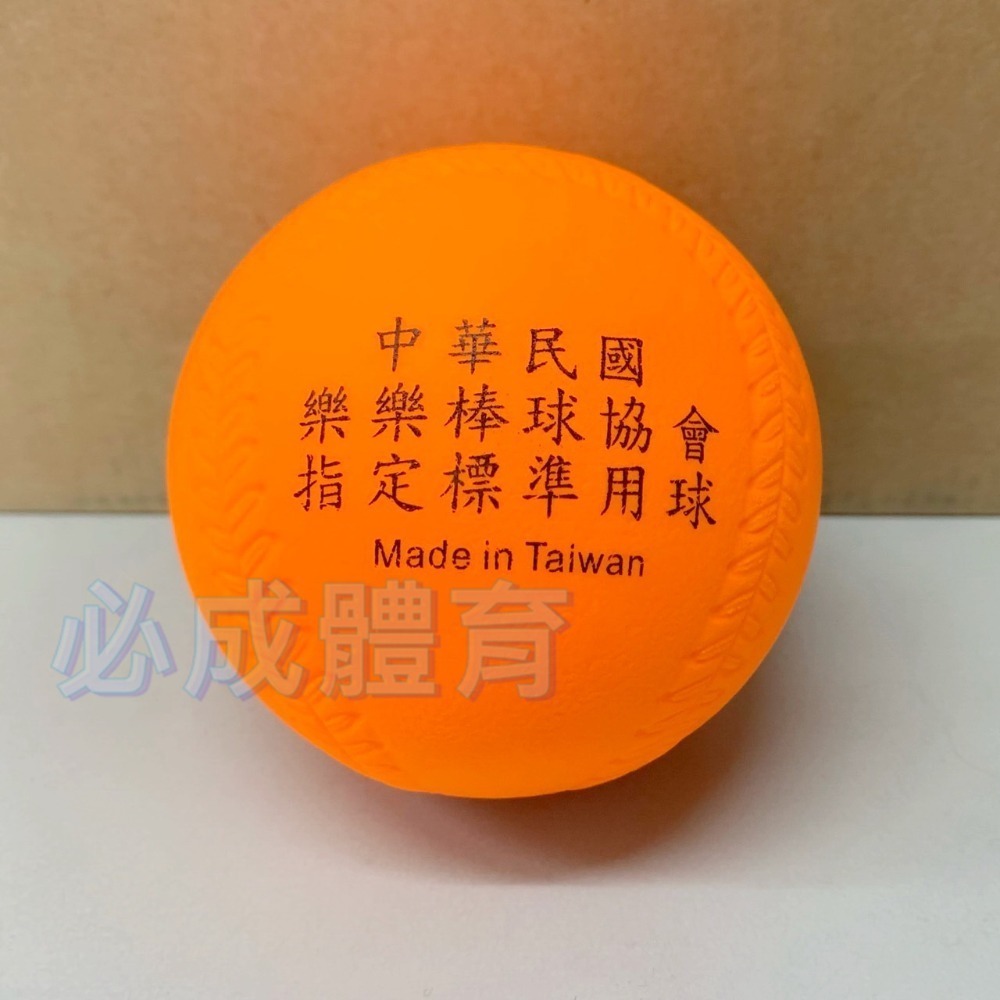 中華民國
樂樂棒球協會
指定標準用球
Made in Taiwan
必成體育